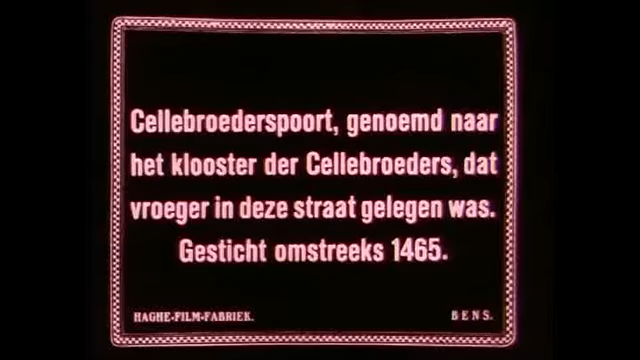 Cellebroederspoort, genoemd naar
het klooster der Cellebroeders, dat
vroeger in deze straat gelegen was.
Gesticht omstreeks 1465.
HAGHE-FILM-FABRIEK. BENS.